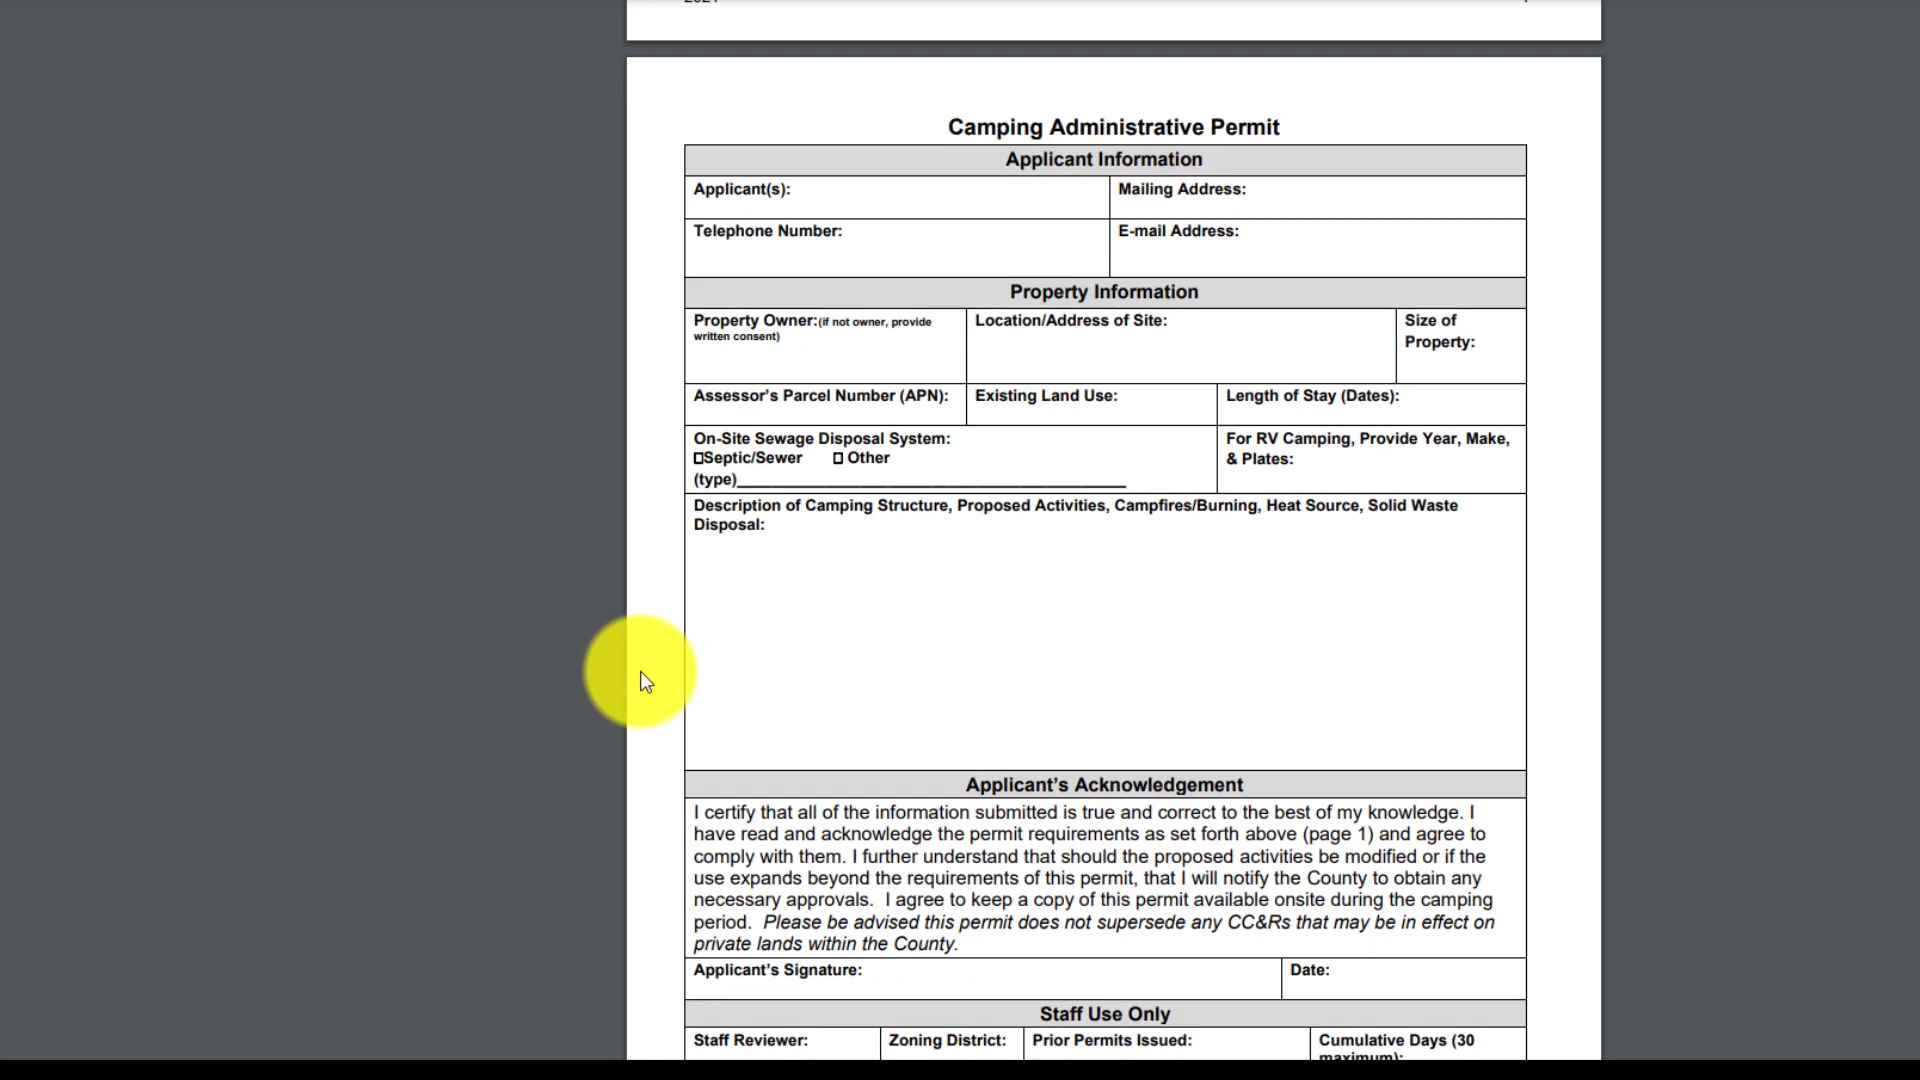 Camping Administrative Permit
Applicant Information
Applicant(s):
Mailing Address:
Telephone Number:
E-mail Address:
Property Information
Property Owner:(if not owner, provide
written consent)
Location/Address of Site:
Size of
Property:
Assessor's Parcel Number (APN):
Existing Land Use:
Length of Stay (Dates):
On-Site Sewage Disposal System:
Septic/Sewer Other
(type)
For RV Camping, Provide Year, Make,
& Plates:
Description of Camping Structure, Proposed Activities, Campfires/Burning, Heat Source, Solid Waste
Disposal:
Applicant's Acknowledgement
I certify that all of the information submitted is true and correct to the best of my knowledge. I
have read and acknowledge the permit requirements as set forth above (page 1) and agree to
comply with them. I further understand that should the proposed activities be modified or if the
use expands beyond the requirements of this permit, that I will notify the County to obtain any
necessary approvals. I agree to keep a copy of this permit available onsite during the camping
period. Please be advised this permit does not supersede any CC&Rs that may be in effect on
private lands within the County.
Applicant's Signature:
Date:
Staff Use Only
Staff Reviewer:
Zoning District:
Prior Permits Issued:
Cumulative Days (30
maximum):